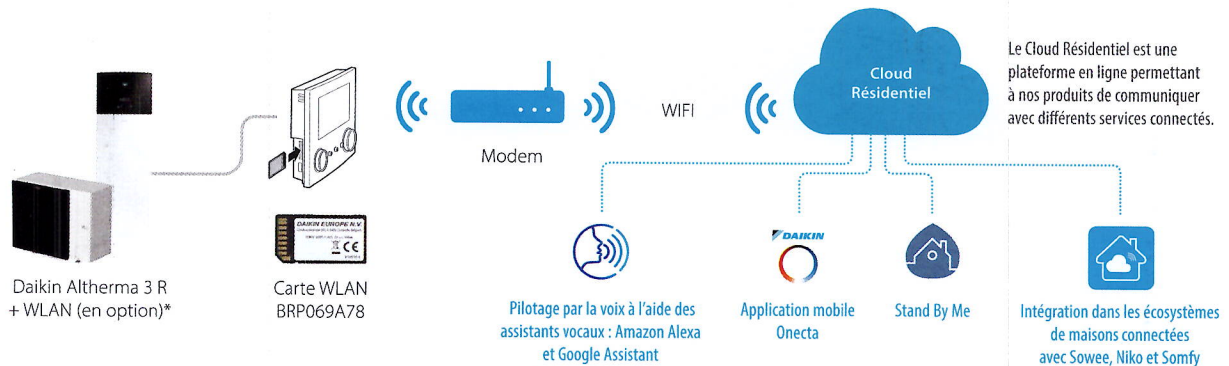 Le Cloud Résidentiel est une
plateforme en ligne permettant
à nos produits de communiquer
avec différents services connectés.
Cloud
Résidentiel
WIFI
Modem
DAIKIN EUROPE N.V.
CE
Daikin Altherma 3 R
+ WLAN (en option)*
Carte WLAN
BRP069A78
DAIKIN
Pilotage par la voix à l'aide des
assistants vocaux : Amazon Alexa
et Google Assistant
Application mobile
Onecta
Stand By Me
Intégration dans les écosystèmes
de maisons connectées
avec Sowee, Niko et Somfy